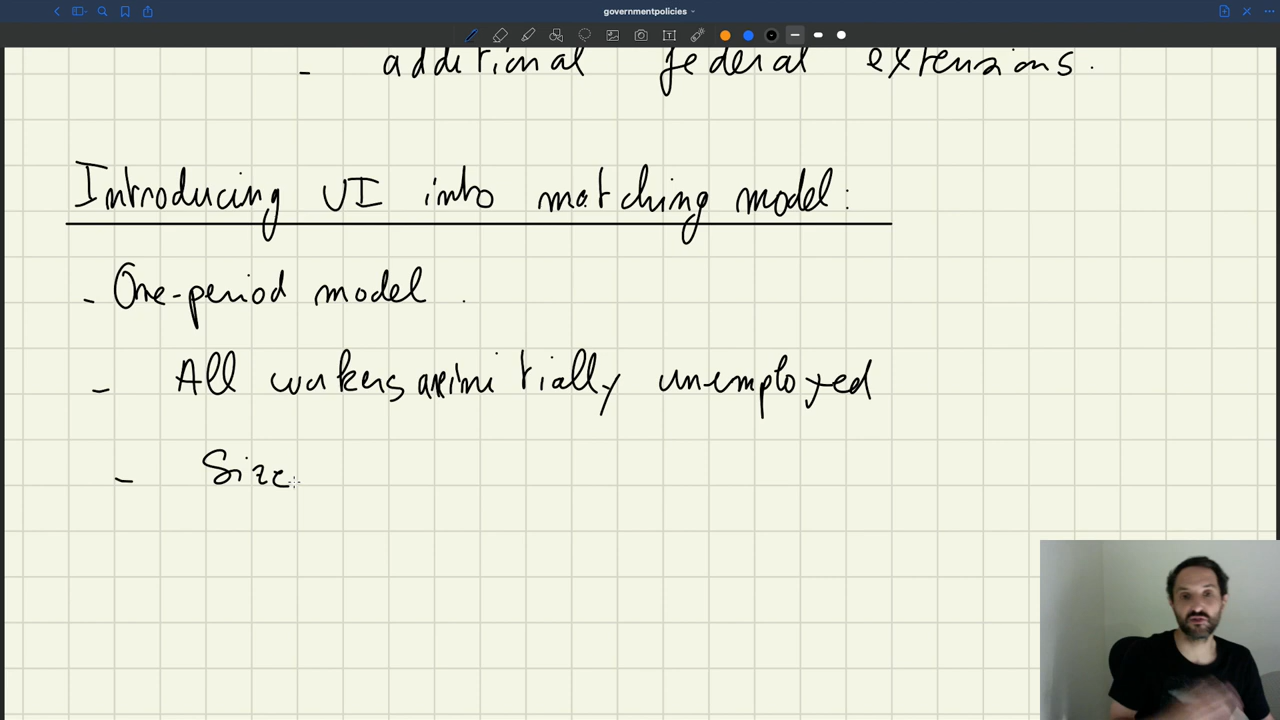 governmentpolicies
- additional federal extensions.
Introducing UI into matching model:
- One-period model.
- All workers are initially unemployed
- Size